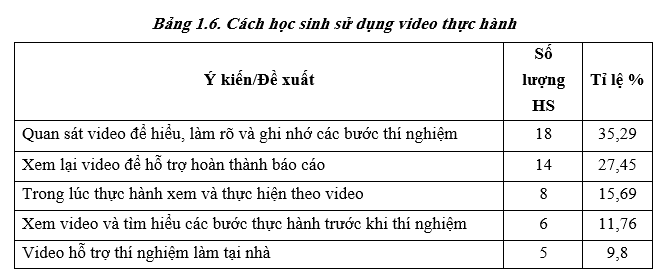 Bảng 1.6. Cách học sinh sử dụng video thực hành
Ý kiến/Đề xuất Số lượng HS Tỉ lệ %
Quan sát video để hiểu, làm rõ và ghi nhớ các bước thí nghiệm 18 35,29
Xem lại video để hỗ trợ hoàn thành báo cáo 14 27,45
Trong lúc thực hành xem và thực hiện theo video 8 15,69
Xem video và tìm hiểu các bước thực hành trước khi thí nghiệm 6 11,76
Video hỗ trợ thí nghiệm làm tại nhà 5 9,8